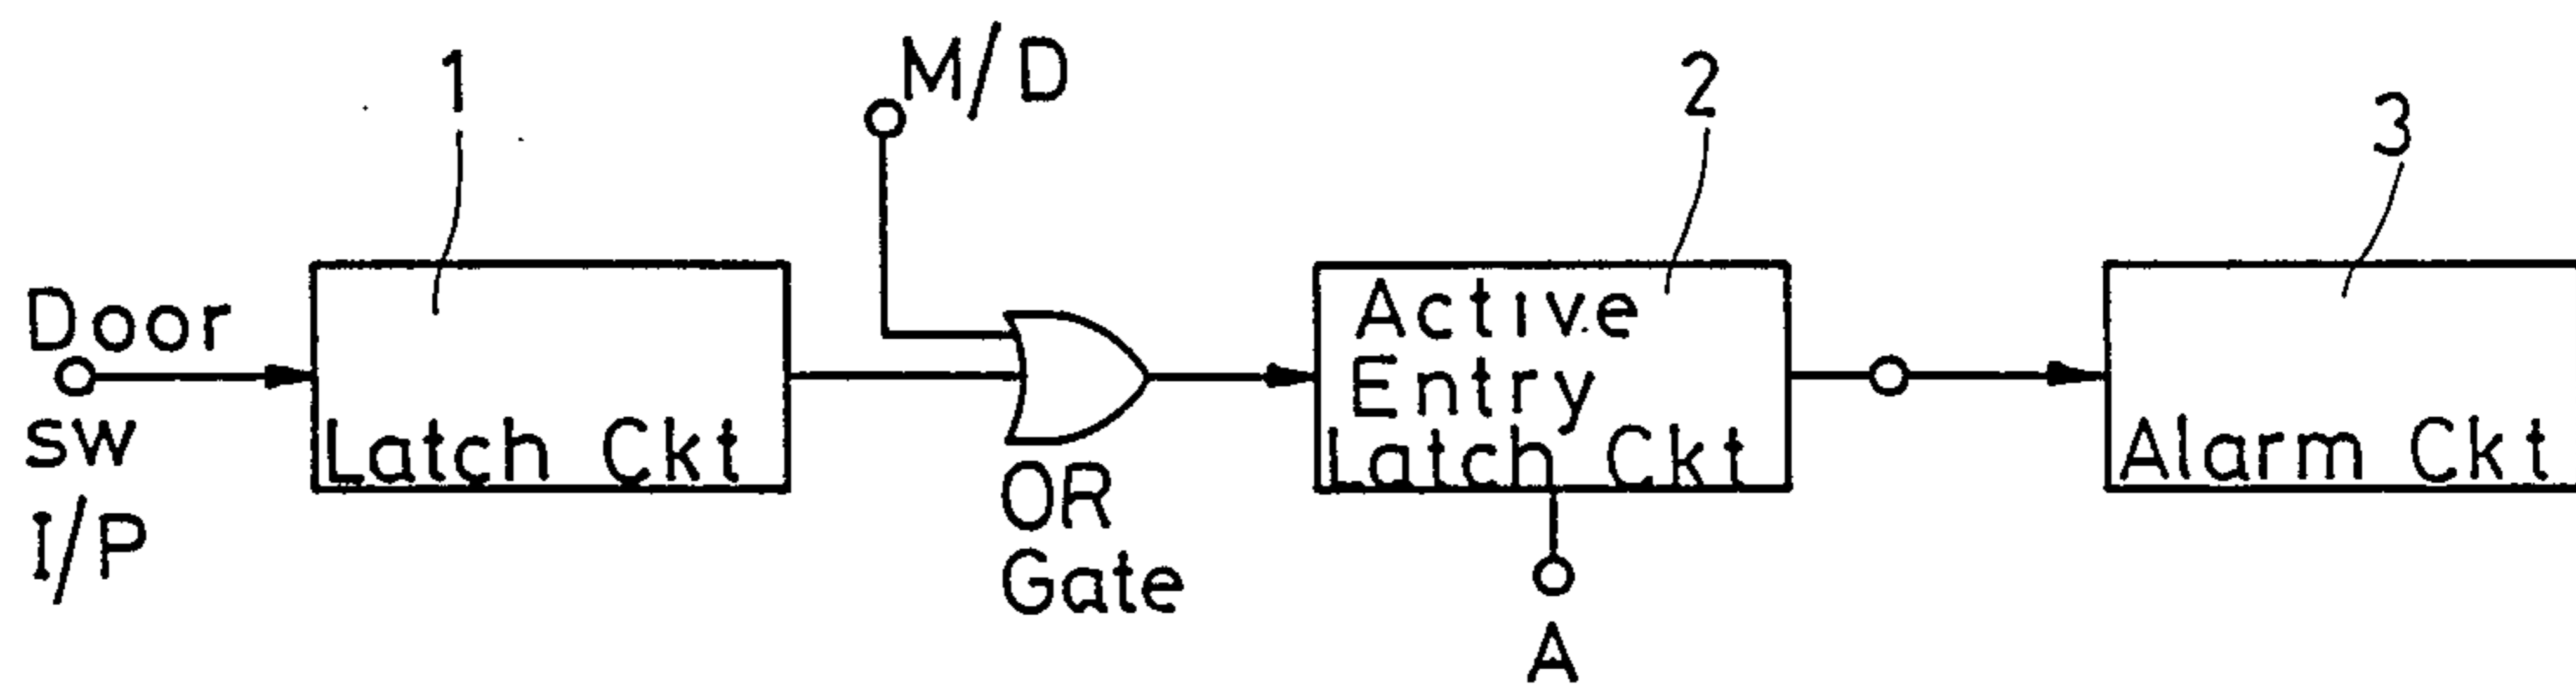 1
M/D
2
3
Door
SW
I/P
Latch Ckt
OR
Gate
Active
Entry
Latch Ckt
A
Alarm Ckt